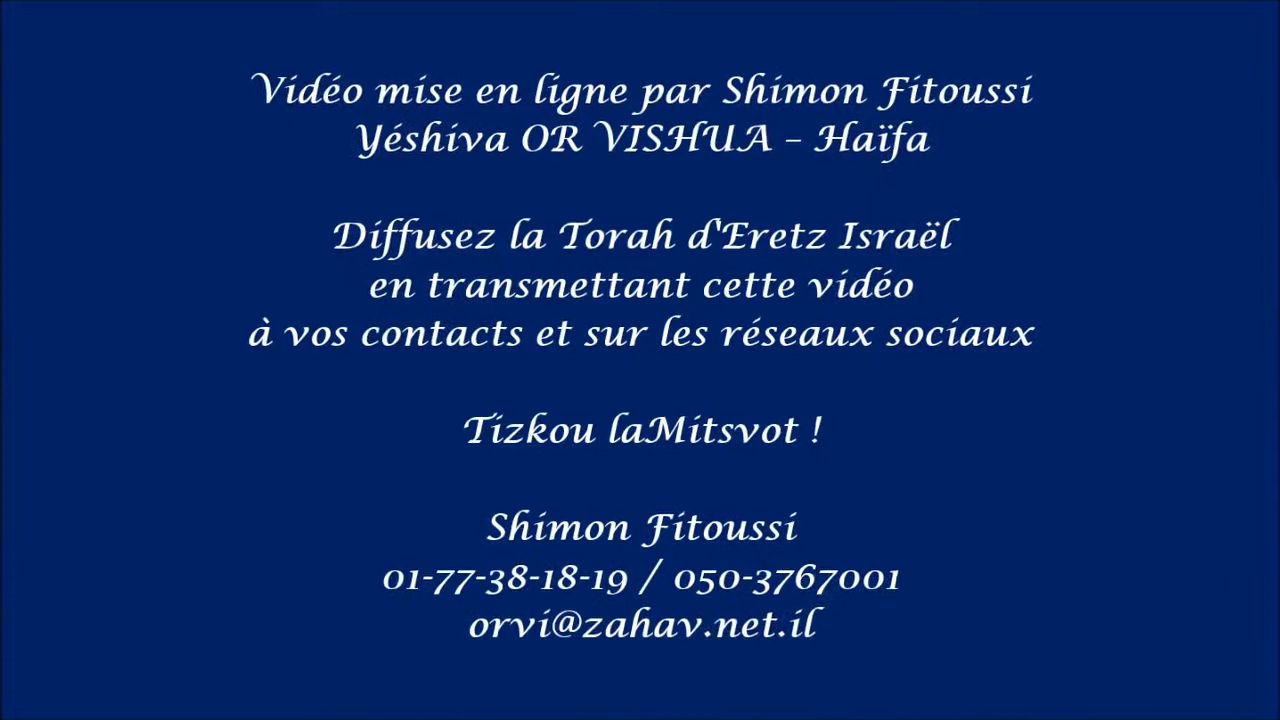 Vidéo mise en ligne par Shimon Fitoussi
Yéshiva OR VISHUA – Haïfa
Diffusez la Torah d'Eretz Israël
en transmettant cette vidéo
à vos contacts et sur les réseaux sociaux
Tizkou laMitsvot !
Shimon Fitoussi
01-77-38-18-19 / 050-3767001
orvi@zahav.net.il